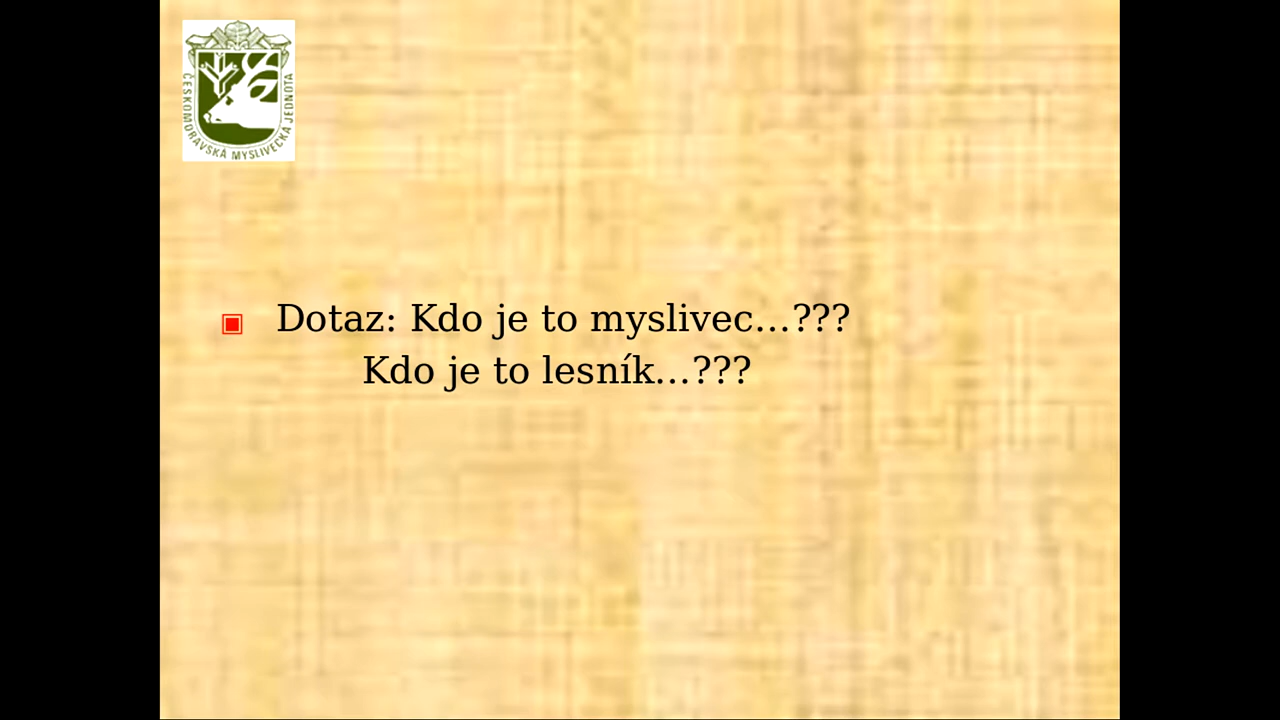 ČESKOMORAVSKÁ MYSLIVECKÁ JEDNOTA
Dotaz: Kdo je to myslivec...???
Kdo je to lesník...???